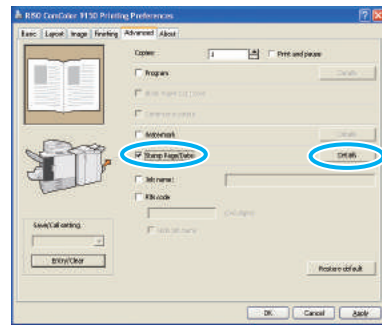 RISO ComColor 9150 Printing Preferences
Basic Layout Image Finishing Advanced About
Copies: 1 Print and pause
Program Details
Watermark Details
Stamp Page/Date Details
Job name:
PIN code
Save/Call setting
Entry/Clear
Restore default
OK Cancel Apply